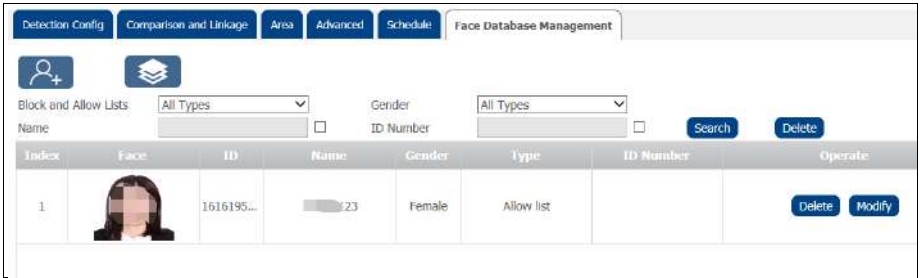 Detection Config Comparison and Linkage Area Advanced Schedule Face Database Management
Block and Allow Lists All Types Gender All Types
Name ID Number Search Delete
Index Face ID Name Gender Type ID Number Operate
1 1616195... 123 Female Allow list Delete Modify